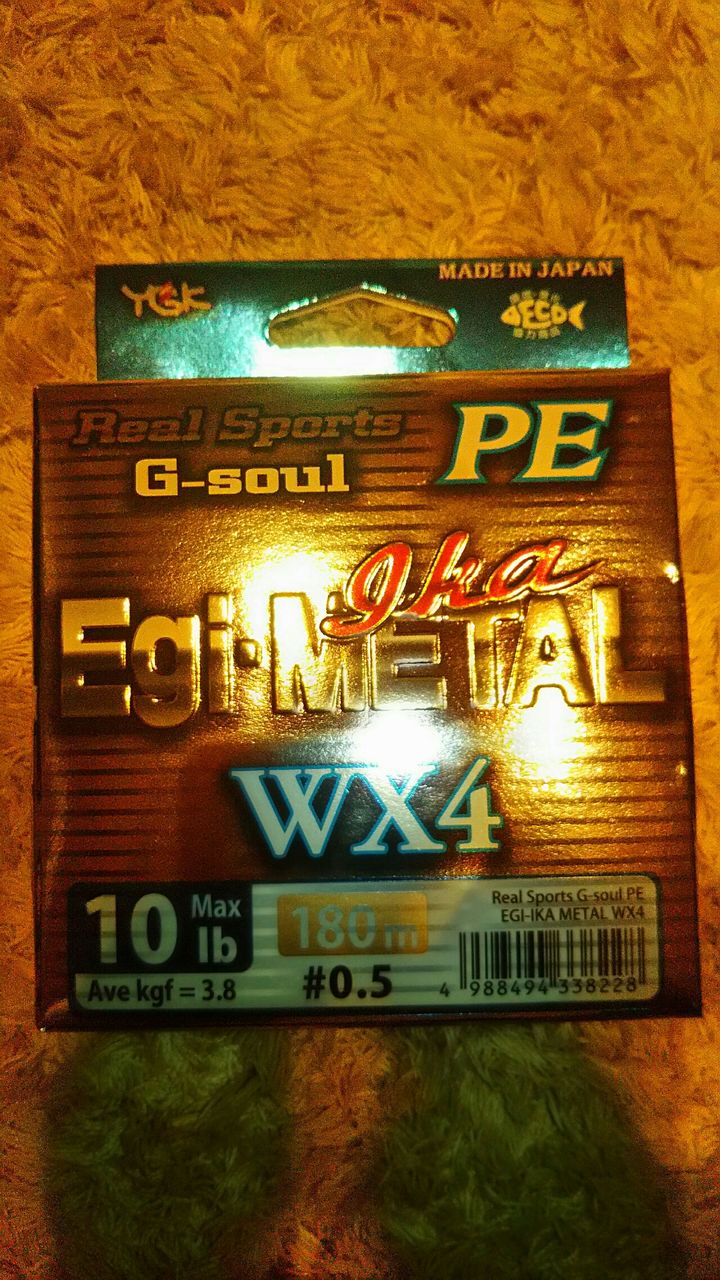 MADE IN JAPAN
YGK
ECO
Real Sports
PE
G-soul
Ika
Egi·METAL
WX4
10 Max lb
180m
Real Sports G-soul PE
EGI-IKA METAL WX4
Ave kgf = 3.8
#0.5
4 988494 338228